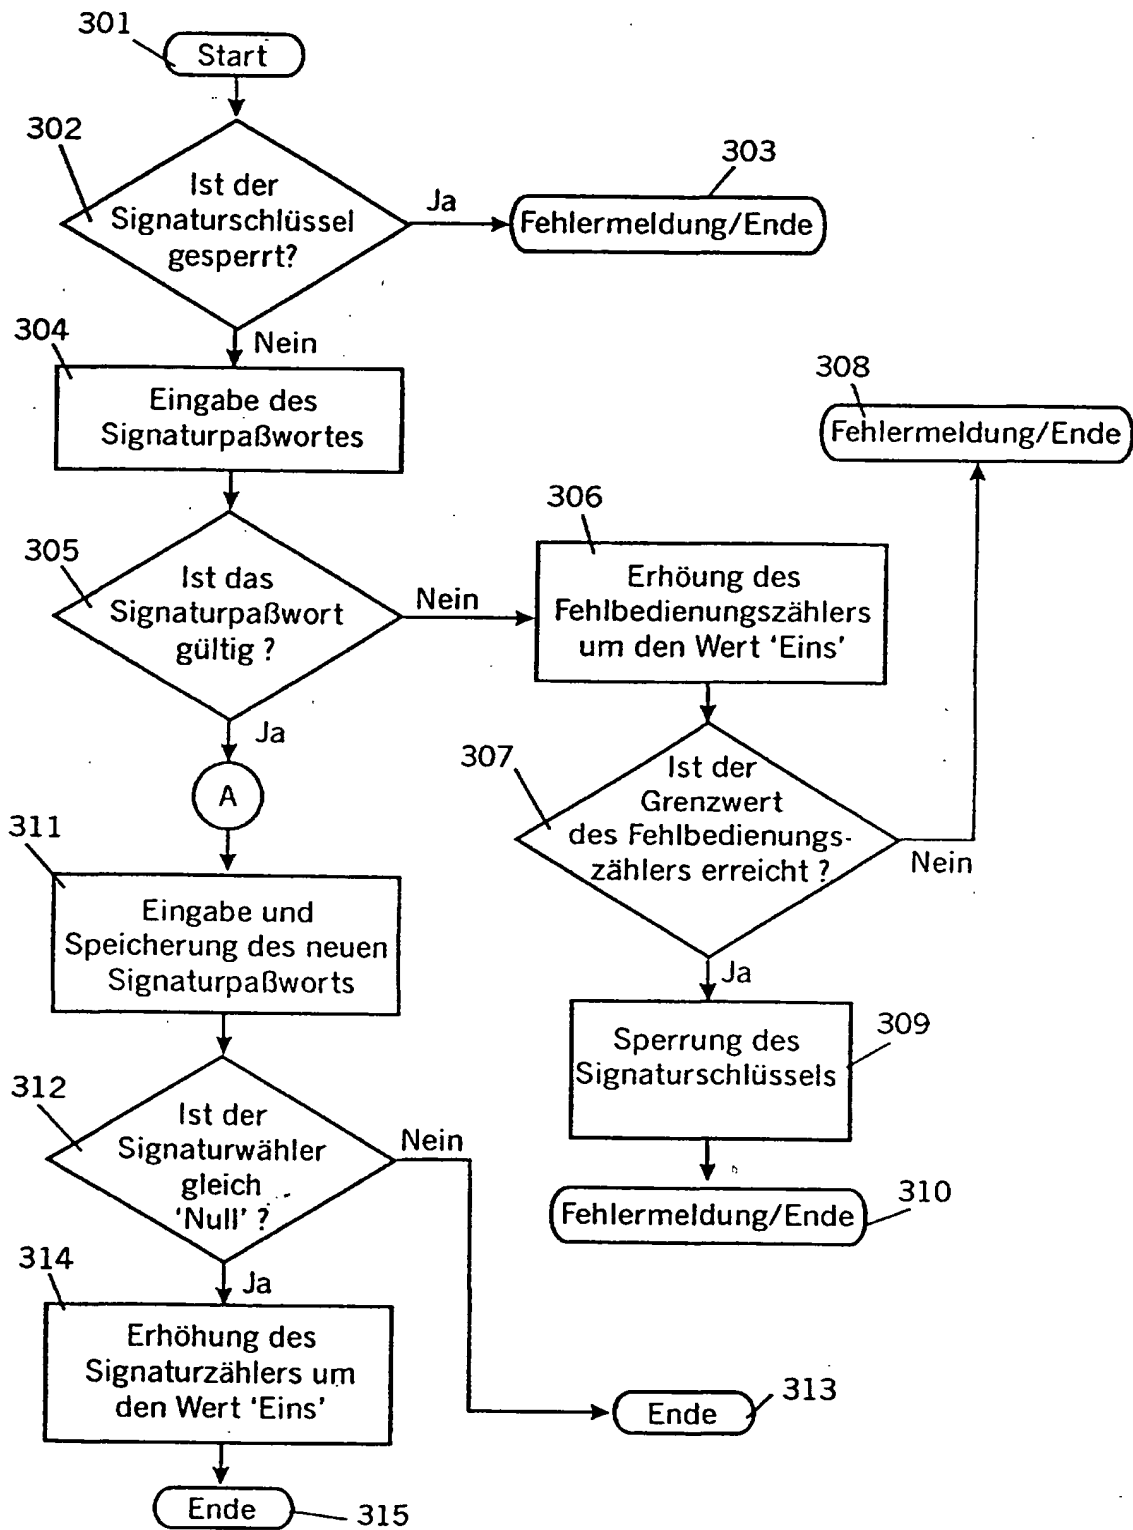 301
Start
302
Ist der
Signaturschlüssel
gesperrt?
Ja
303
Fehlermeldung/Ende
Nein
304
Eingabe des
Signaturpaßwortes
308
Fehlermeldung/Ende
305
Ist das
Signaturpaßwort
gültig ?
Nein
306
Erhöung des
Fehlbedienungszählers
um den Wert 'Eins'
Ja
A
307
Ist der
Grenzwert
des Fehlbedienungs-
zählers erreicht ?
Nein
Ja
311
Eingabe und
Speicherung des neuen
Signaturpaßworts
309
Sperrung des
Signaturschlüssels
310
Fehlermeldung/Ende
312
Ist der
Signaturwähler
gleich
'Null' ?
Nein
Ja
313
Ende
314
Erhöhung des
Signaturzählers um
den Wert 'Eins'
Ende
315